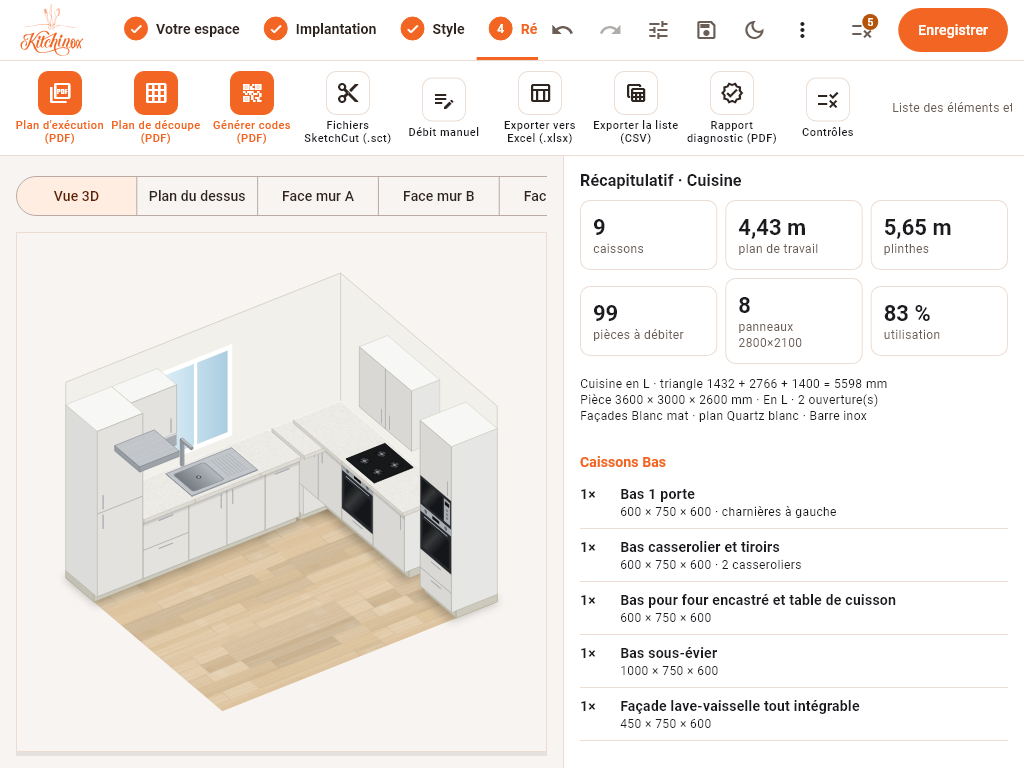 Kitchinox
Votre espace
Implantation
Style
4 Ré
5
Enregistrer
PDF
Plan d'exécution
(PDF)
Plan de découpe
(PDF)
Générer codes
(PDF)
Fichiers
SketchCut (.sct)
Débit manuel
Exporter vers
Excel (.xlsx)
Exporter la liste
(CSV)
Rapport
diagnostic (PDF)
Contrôles
Liste des éléments et
Vue 3D
Plan du dessus
Face mur A
Face mur B
Fac
Récapitulatif · Cuisine
9
caissons
4,43 m
plan de travail
5,65 m
plinthes
99
pièces à débiter
8
panneaux
2800×2100
83 %
utilisation
Cuisine en L · triangle 1432 + 2766 + 1400 = 5598 mm
Pièce 3600 × 3000 × 2600 mm · En L · 2 ouverture(s)
Façades Blanc mat · plan Quartz blanc · Barre inox
Caissons Bas
1× Bas 1 porte
600 × 750 × 600 · charnières à gauche
1× Bas casserolier et tiroirs
600 × 750 × 600 · 2 casseroliers
1× Bas pour four encastré et table de cuisson
600 × 750 × 600
1× Bas sous-évier
1000 × 750 × 600
1× Façade lave-vaisselle tout intégrable
450 × 750 × 600